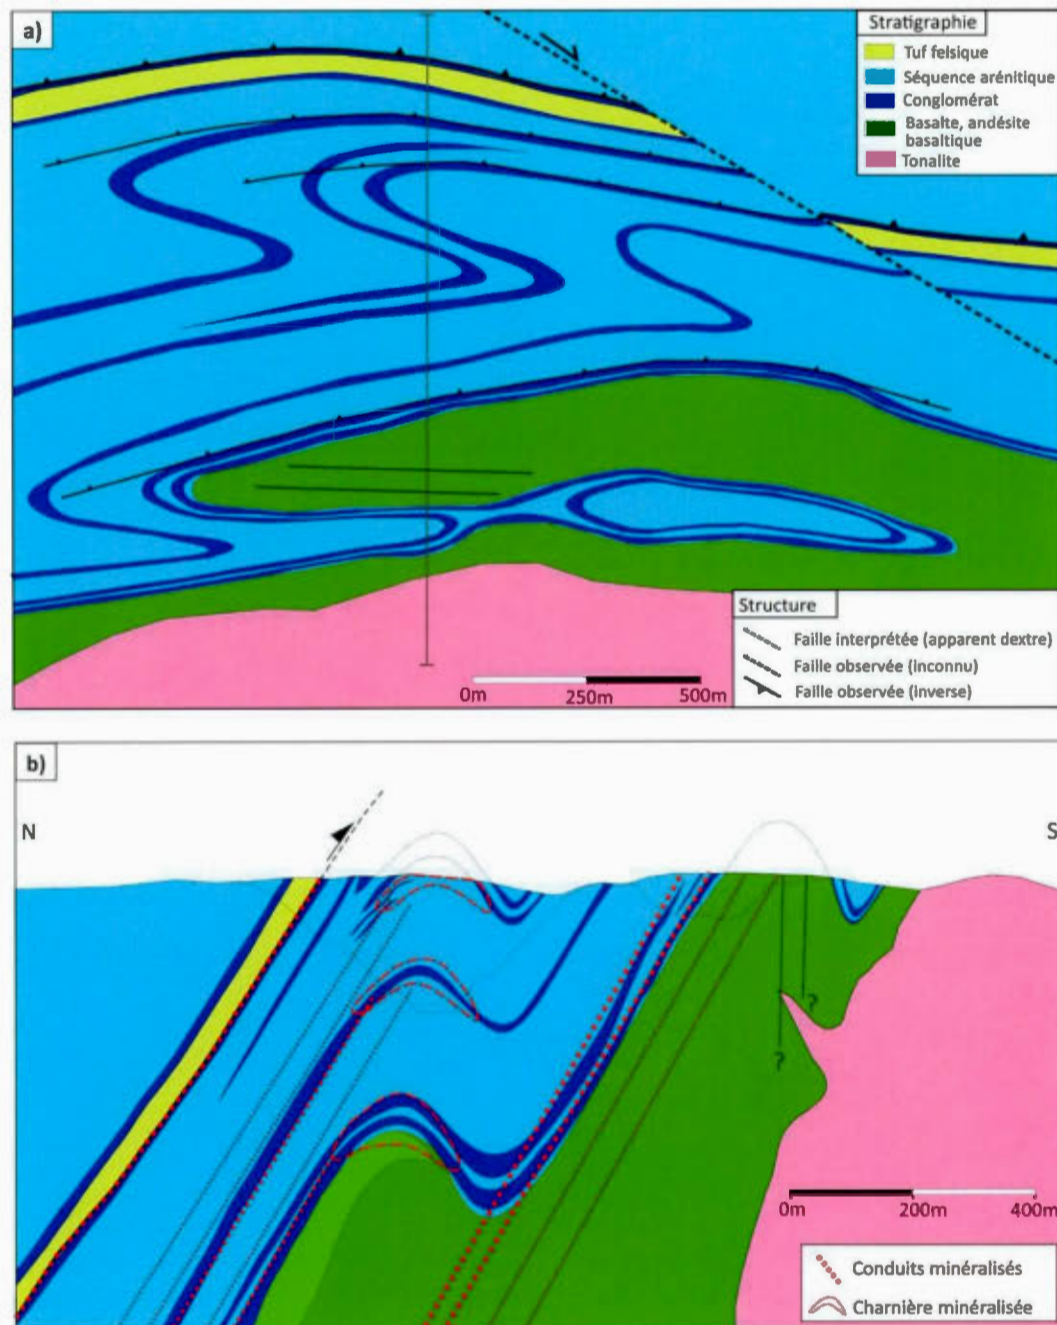 a)
Stratigraphie
Tuf felsique
Séquence arénitique
Conglomérat
Basalte, andésite
basaltique
Tonalite
Structure
Faille interprétée (apparent dextre)
Faille observée (inconnu)
Faille observée (inverse)
0m
250m
500m
b)
N
S
?
?
0m
200m
400m
Conduits minéralisés
Charnière minéralisée